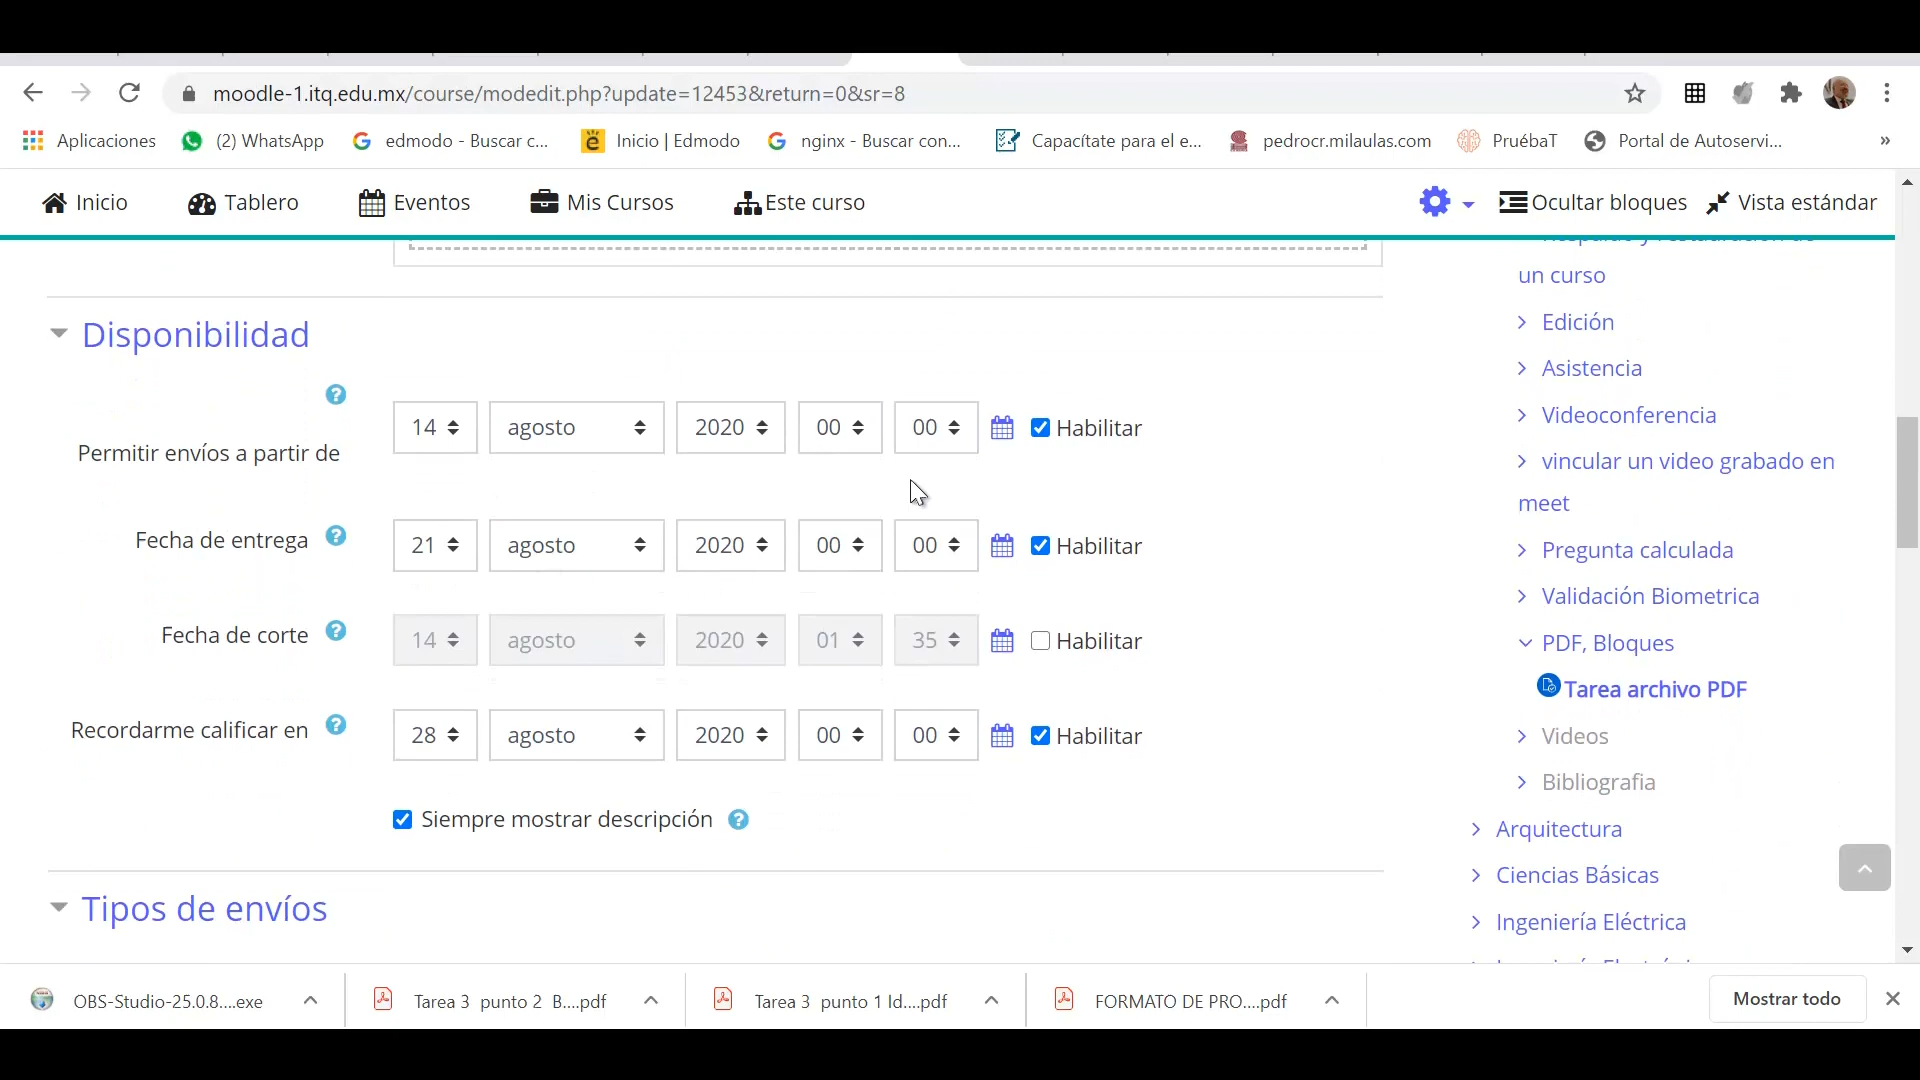 moodle-1.itq.edu.mx/course/modedit.php?update=12453&return=0&sr=8
Aplicaciones (2) WhatsApp edmodo - Buscar c... Inicio | Edmodo nginx - Buscar con... Capacítate para el e... pedrocr.milaulas.com PruébaT Portal de Autoservi... »
Inicio Tablero Eventos Mis Cursos Este curso Ocultar bloques Vista estándar
un curso
Disponibilidad
Edición
Asistencia
Permitir envíos a partir de 14 agosto 2020 00 00 Habilitar
Videoconferencia
vincular un video grabado en
meet
Fecha de entrega 21 agosto 2020 00 00 Habilitar
Pregunta calculada
Validación Biometrica
Fecha de corte 14 agosto 2020 01 35 Habilitar
PDF, Bloques
Tarea archivo PDF
Recordarme calificar en 28 agosto 2020 00 00 Habilitar
Videos
Bibliografia
Siempre mostrar descripción
Arquitectura
Ciencias Básicas
Tipos de envíos
Ingeniería Eléctrica
OBS-Studio-25.0.8....exe Tarea 3 punto 2 B....pdf Tarea 3 punto 1 Id....pdf FORMATO DE PRO....pdf Mostrar todo